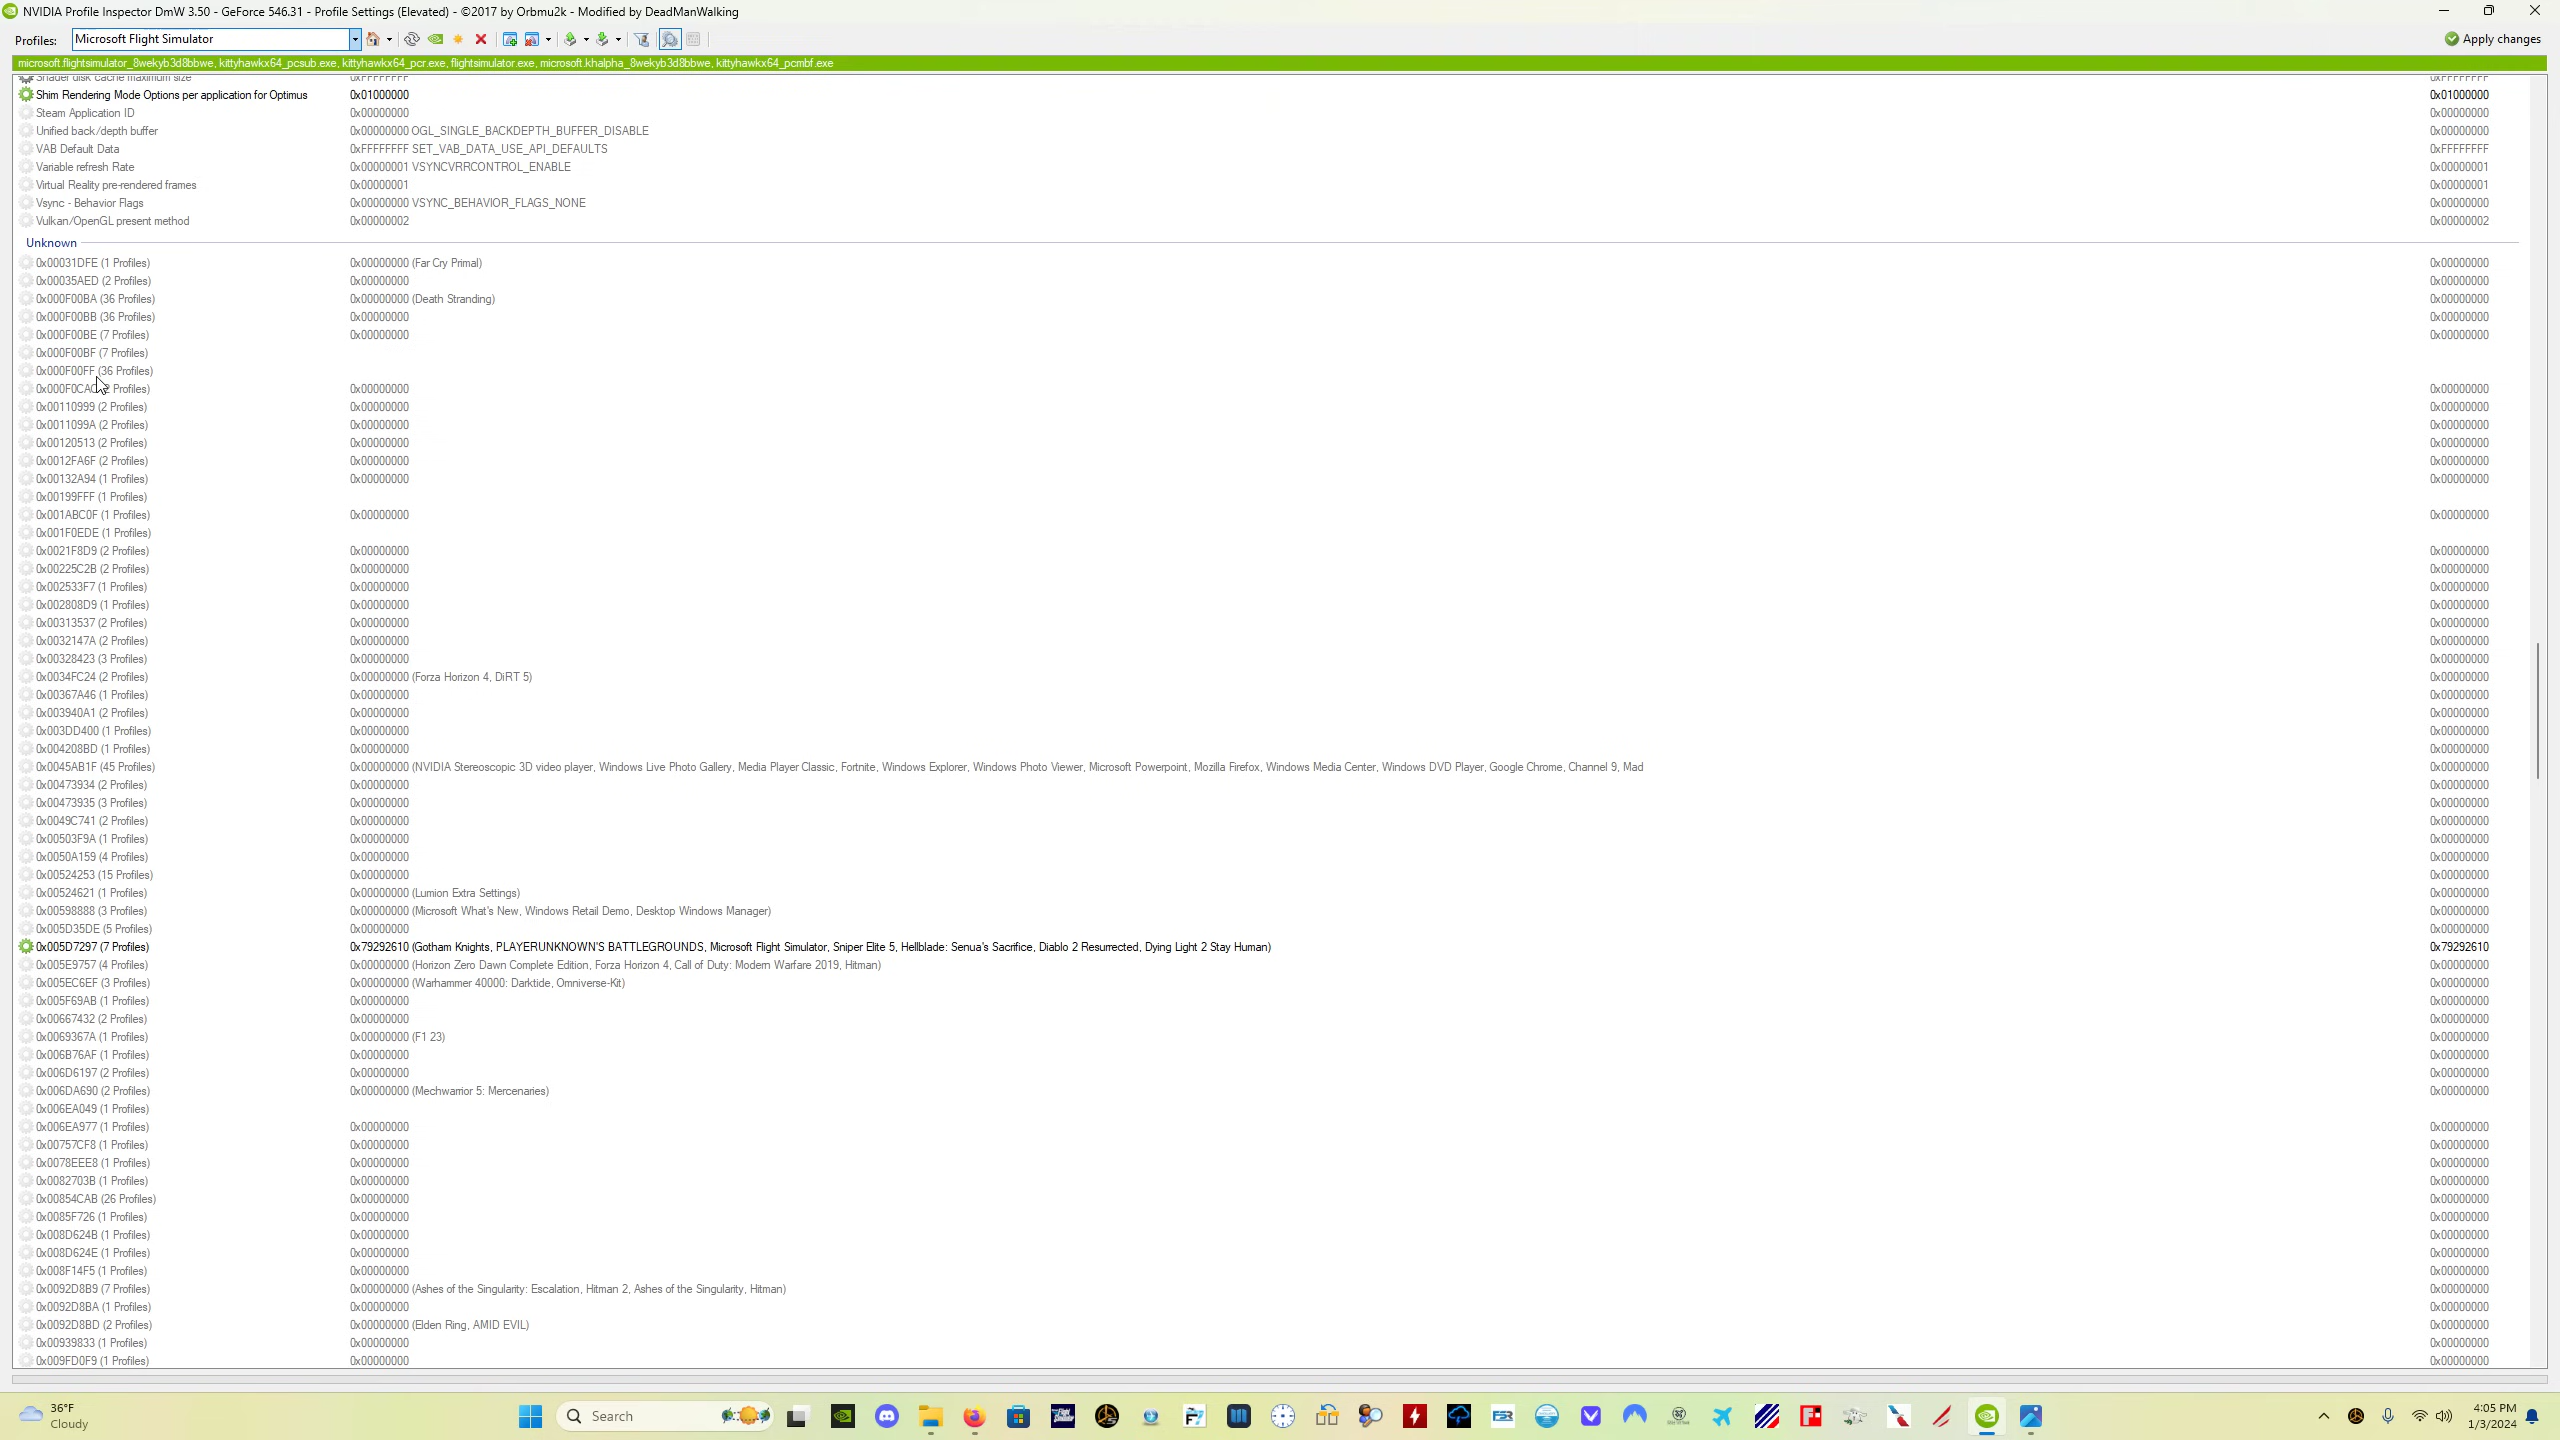 NVIDIA Profile Inspector DmW 3.50 - GeForce 546.31 - Profile Settings (Elevated) - ©2017 by Orbmu2k - Modified by DeadManWalking
Profiles: Microsoft Flight Simulator Apply changes
microsoft.flightsimulator_8wekyb3d8bbwe, kittyhawkx64_pcsub.exe, kittyhawkx64_pcr.exe, flightsimulator.exe, microsoft.khalpha_8wekyb3d8bbwe, kittyhawkx64_pcmbf.exe
Shader disk cache maximum size 0xFFFFFFFF 0xFFFFFFFF
Shim Rendering Mode Options per application for Optimus 0x01000000 0x01000000
Steam Application ID 0x00000000 0x00000000
Unified back/depth buffer 0x00000000 OGL_SINGLE_BACKDEPTH_BUFFER_DISABLE 0x00000000
VAB Default Data 0xFFFFFFFF SET_VAB_DATA_USE_API_DEFAULTS 0xFFFFFFFF
Variable refresh Rate 0x00000001 VSYNCVRRCONTROL_ENABLE 0x00000001
Virtual Reality pre-rendered frames 0x00000001 0x00000001
Vsync - Behavior Flags 0x00000000 VSYNC_BEHAVIOR_FLAGS_NONE 0x00000000
Vulkan/OpenGL present method 0x00000002 0x00000002
Unknown
0x00031DFE (1 Profiles) 0x00000000 (Far Cry Primal) 0x00000000
0x00035AED (2 Profiles) 0x00000000 0x00000000
0x000F00BA (36 Profiles) 0x00000000 (Death Stranding) 0x00000000
0x000F00BB (36 Profiles) 0x00000000 0x00000000
0x000F00BE (7 Profiles) 0x00000000 0x00000000
0x000F00BF (7 Profiles)
0x000F00FF (36 Profiles)
Profiles) 0x00000000 0x00000000
0x00110999 (2 Profiles) 0x00000000 0x00000000
0x0011099A (2 Profiles) 0x00000000 0x00000000
0x00120513 (2 Profiles) 0x00000000 0x00000000
0x0012FA6F (2 Profiles) 0x00000000 0x00000000
0x00132A94 (1 Profiles) 0x00000000 0x00000000
0x00199FFF (1 Profiles)
0x001ABC0F (1 Profiles) 0x00000000 0x00000000
0x001F0EDE (1 Profiles)
0x0021F8D9 (2 Profiles) 0x00000000 0x00000000
0x00225C2B (2 Profiles) 0x00000000 0x00000000
0x002533F7 (1 Profiles) 0x00000000 0x00000000
0x002808D9 (1 Profiles) 0x00000000 0x00000000
0x00313537 (2 Profiles) 0x00000000 0x00000000
0x0032147A (2 Profiles) 0x00000000 0x00000000
0x00328423 (3 Profiles) 0x00000000 0x00000000
0x0034FC24 (2 Profiles) 0x00000000 (Forza Horizon 4, DiRT 5) 0x00000000
0x00367A46 (1 Profiles) 0x00000000 0x00000000
0x003940A1 (2 Profiles) 0x00000000 0x00000000
0x003DD400 (1 Profiles) 0x00000000 0x00000000
0x004208BD (1 Profiles) 0x00000000 0x00000000
0x0045AB1F (45 Profiles) 0x00000000 (NVIDIA Stereoscopic 3D video player, Windows Live Photo Gallery, Media Player Classic, Fortnite, Windows Explorer, Windows Photo Viewer, Microsoft Powerpoint, Mozilla Firefox, Windows Media Center, Windows DVD Player, Google Chrome, Channel 9, Mad 0x00000000
0x00473934 (2 Profiles) 0x00000000 0x00000000
0x00473935 (3 Profiles) 0x00000000 0x00000000
0x0049C741 (2 Profiles) 0x00000000 0x00000000
0x00503F9A (1 Profiles) 0x00000000 0x00000000
0x0050A159 (4 Profiles) 0x00000000 0x00000000
0x00524253 (15 Profiles) 0x00000000 0x00000000
0x00524621 (1 Profiles) 0x00000000 (Lumion Extra Settings) 0x00000000
0x00598888 (3 Profiles) 0x00000000 (Microsoft What's New, Windows Retail Demo, Desktop Windows Manager) 0x00000000
0x005D35DE (5 Profiles) 0x00000000 0x00000000
0x005D7297 (7 Profiles) 0x79292610 (Gotham Knights, PLAYERUNKNOWN'S BATTLEGROUNDS, Microsoft Flight Simulator, Sniper Elite 5, Hellblade: Senua's Sacrifice, Diablo 2 Resurrected, Dying Light 2 Stay Human) 0x79292610
0x005E9757 (4 Profiles) 0x00000000 (Horizon Zero Dawn Complete Edition, Forza Horizon 4, Call of Duty: Modern Warfare 2019, Hitman) 0x00000000
0x005EC6EF (3 Profiles) 0x00000000 (Warhammer 40000: Darktide, Omniverse-Kit) 0x00000000
0x005F69AB (1 Profiles) 0x00000000 0x00000000
0x00667432 (2 Profiles) 0x00000000 0x00000000
0x0069367A (1 Profiles) 0x00000000 (F1 23) 0x00000000
0x006B76AF (1 Profiles) 0x00000000 0x00000000
0x006D6197 (2 Profiles) 0x00000000 0x00000000
0x006DA690 (2 Profiles) 0x00000000 (Mechwarrior 5: Mercenaries) 0x00000000
0x006EA049 (1 Profiles)
0x006EA977 (1 Profiles) 0x00000000 0x00000000
0x00757CF8 (1 Profiles) 0x00000000 0x00000000
0x0078EEE8 (1 Profiles) 0x00000000 0x00000000
0x0082703B (1 Profiles) 0x00000000 0x00000000
0x00854CAB (26 Profiles) 0x00000000 0x00000000
0x0085F726 (1 Profiles) 0x00000000 0x00000000
0x008D624B (1 Profiles) 0x00000000 0x00000000
0x008D624E (1 Profiles) 0x00000000 0x00000000
0x008F14F5 (1 Profiles) 0x00000000 0x00000000
0x0092D8B9 (7 Profiles) 0x00000000 (Ashes of the Singularity: Escalation, Hitman 2, Ashes of the Singularity, Hitman) 0x00000000
0x0092D8BA (1 Profiles) 0x00000000 0x00000000
0x0092D8BD (2 Profiles) 0x00000000 (Elden Ring, AMID EVIL) 0x00000000
0x00939833 (1 Profiles) 0x00000000 0x00000000
0x009FD0F9 (1 Profiles) 0x00000000 0x00000000
36°F
Cloudy
Search
FSR
4:05 PM
1/3/2024